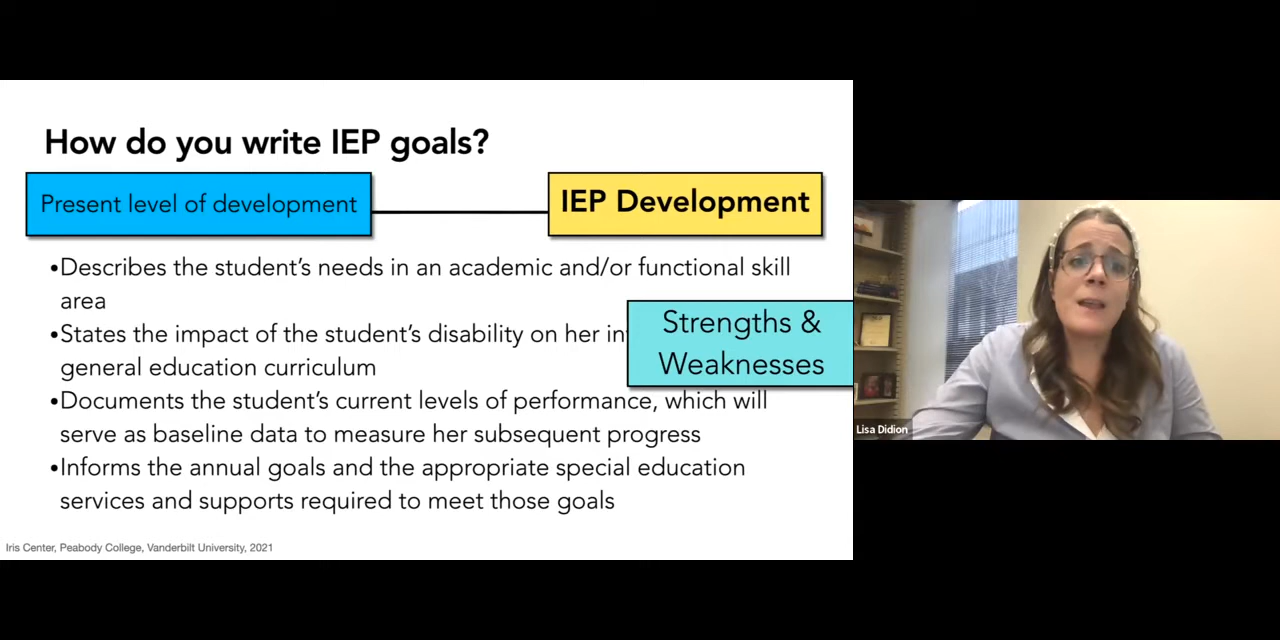 How do you write IEP goals?
Present level of development
IEP Development
•Describes the student's needs in an academic and/or functional skill
area
•States the impact of the student's disability on her
general education curriculum
Strengths &
Weaknesses
•Documents the student's current levels of performance, which will
serve as baseline data to measure her subsequent progress
•Informs the annual goals and the appropriate special education
services and supports required to meet those goals
Iris Center, Peabody College, Vanderbilt University, 2021
Lisa Didion